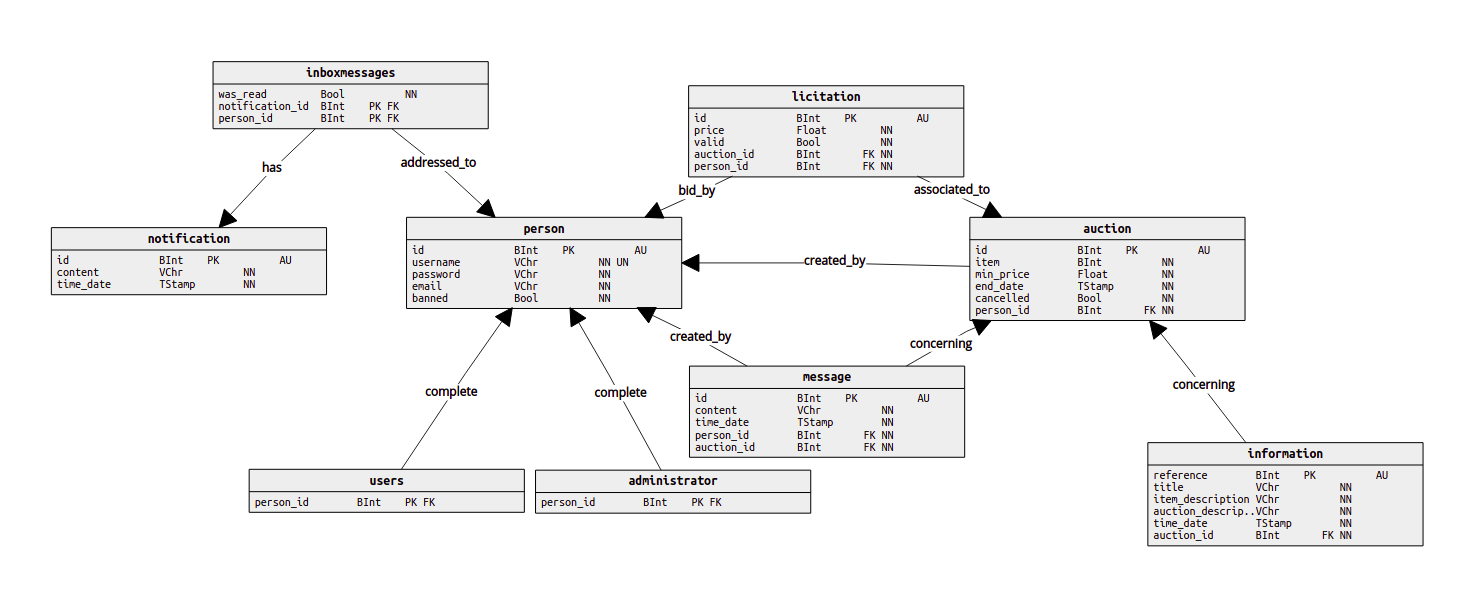 inboxmessages
was_read Bool NN
notification_id BInt PK FK
person_id BInt PK FK
licitation
id BInt PK AU
price Float NN
valid Bool NN
auction_id BInt FK NN
person_id BInt FK NN
has
addressed_to
bid_by
associated_to
notification
id BInt PK AU
content VChr NN
time_date TStamp NN
person
id BInt PK AU
username VChr NN UN
password VChr NN
email VChr NN
banned Bool NN
created_by
auction
id BInt PK AU
item BInt NN
min_price Float NN
end_date TStamp NN
cancelled Bool NN
person_id BInt FK NN
created_by
concerning
complete
complete
concerning
message
id BInt PK AU
content VChr NN
time_date TStamp NN
person_id BInt FK NN
auction_id BInt FK NN
users
person_id BInt PK FK
administrator
person_id BInt PK FK
information
reference BInt PK AU
title VChr NN
item_description VChr NN
auction_descrip..VChr NN
time_date TStamp NN
auction_id BInt FK NN